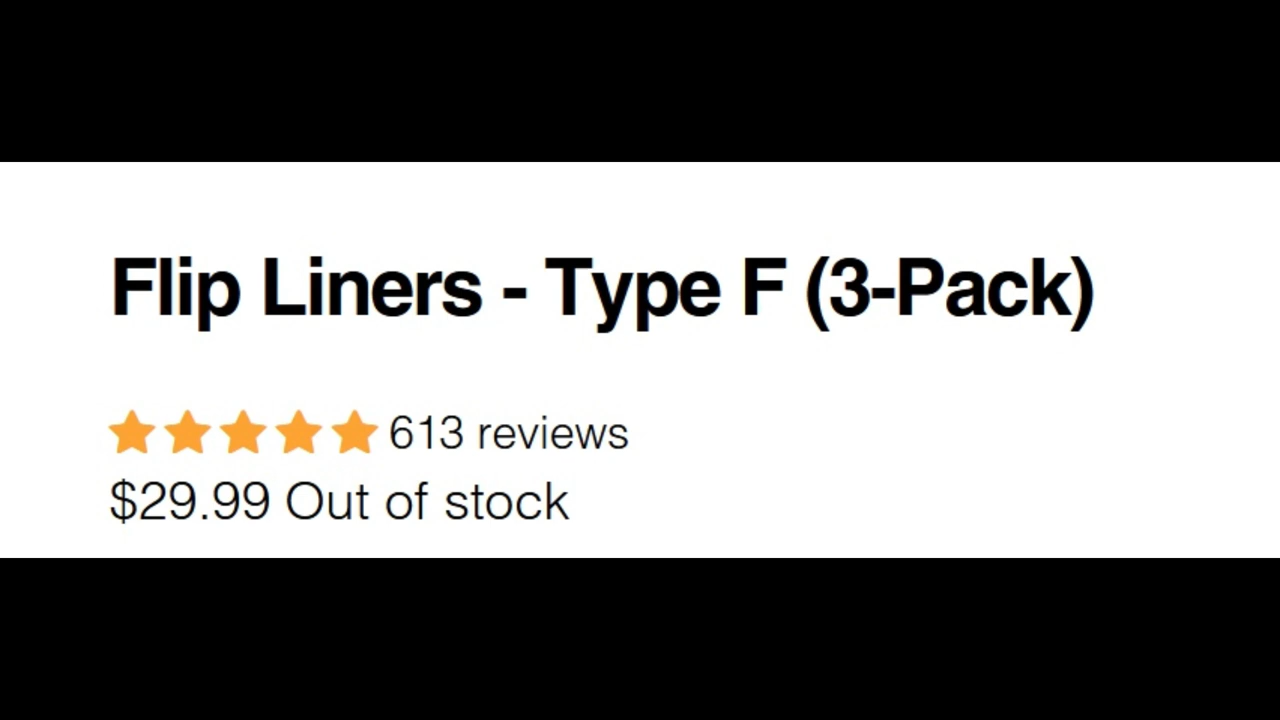 Flip Liners - Type F (3-Pack)
613 reviews
$29.99 Out of stock